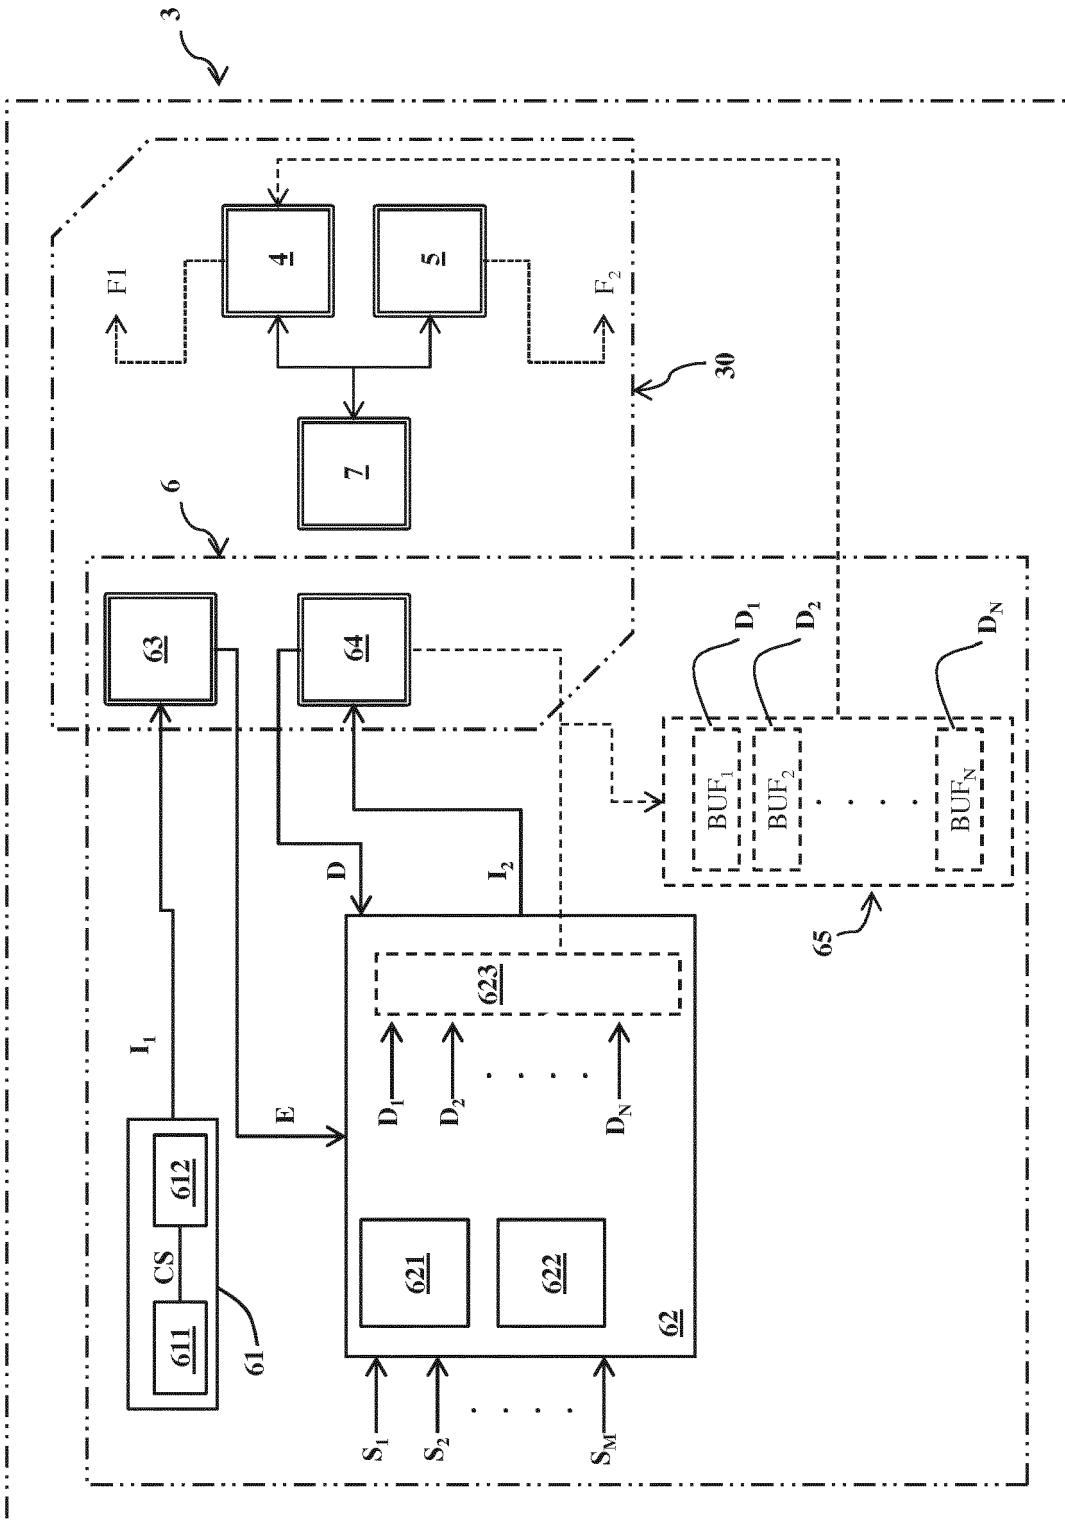 3
F1
4
5
F2
30
7
6
63
64
D1
D2
DN
BUF1
BUF2
. . . .
BUFN
65
D
I2
I1
E
623
D1
D2
. . . .
DN
612
CS
611
61
621
622
62
S1
S2
. . . .
SM